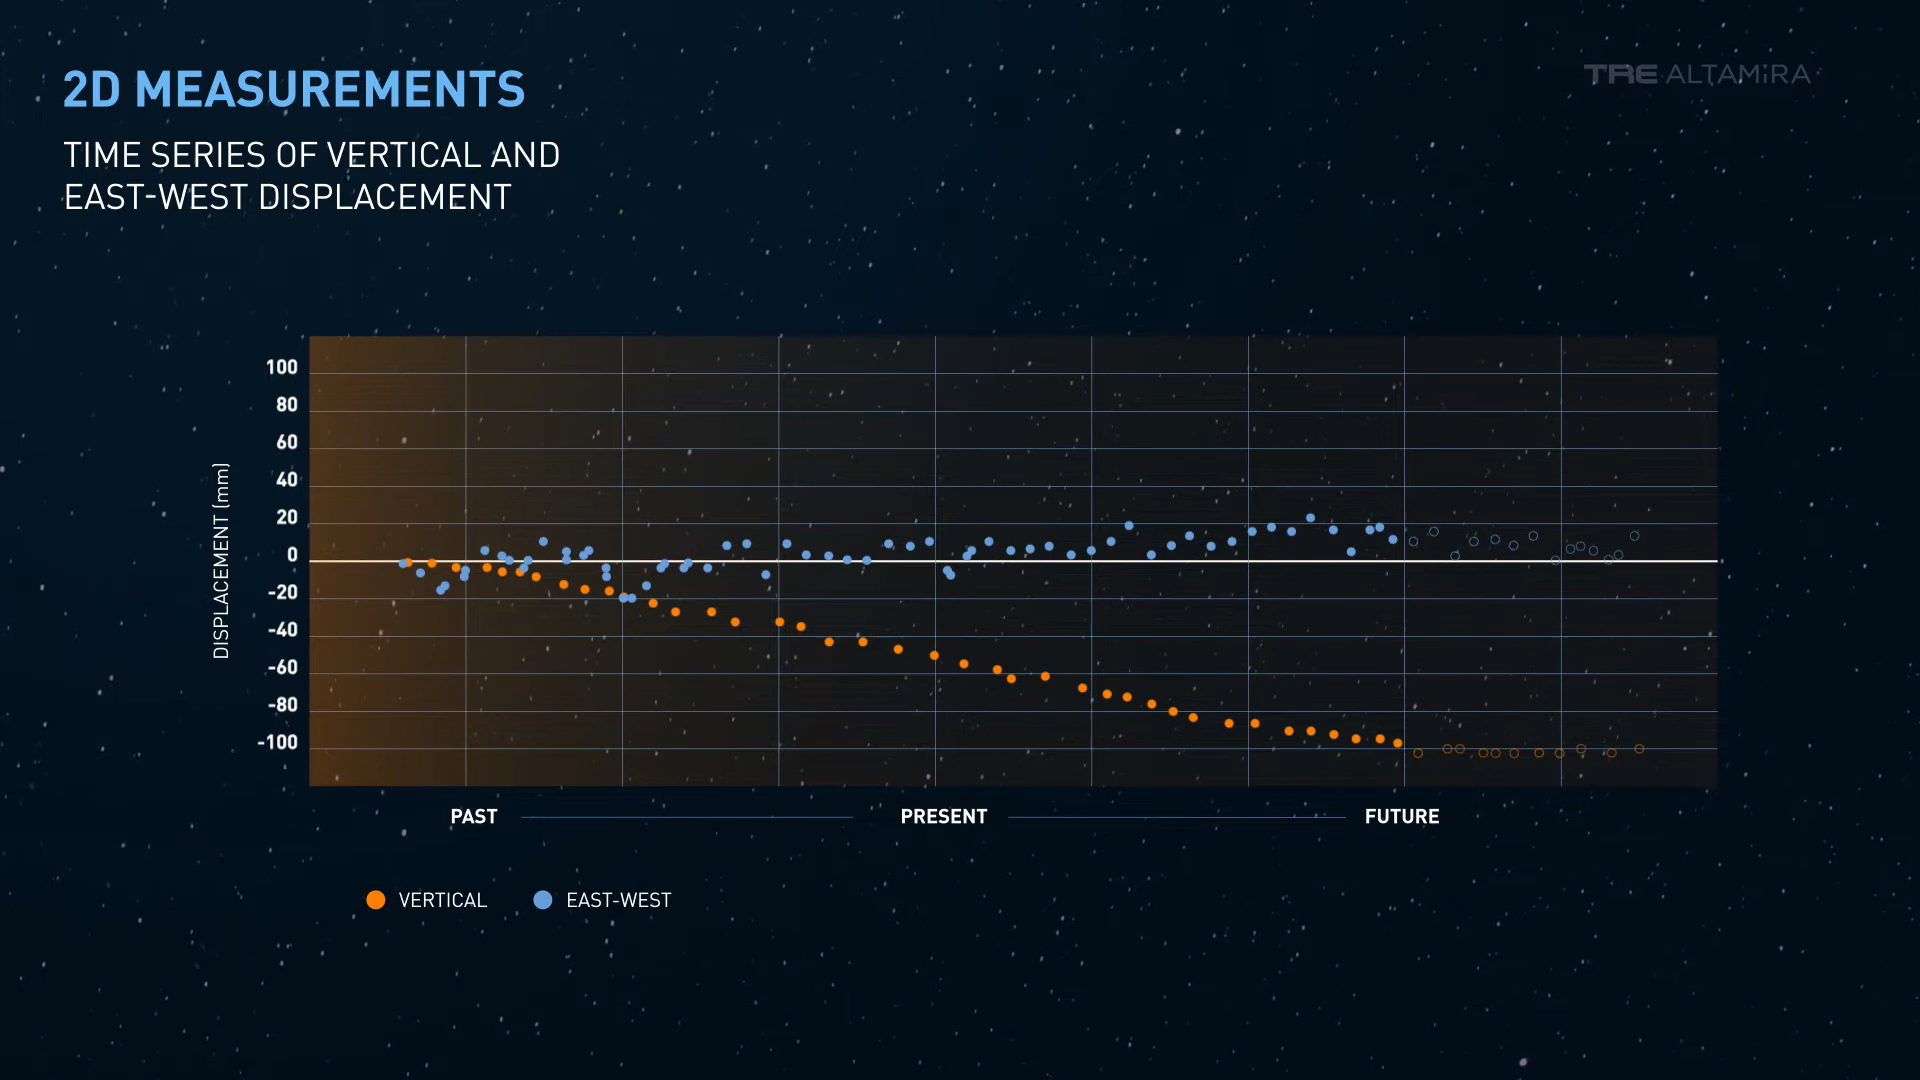 2D MEASUREMENTS
TRE ALTAMiRA
TIME SERIES OF VERTICAL AND
EAST-WEST DISPLACEMENT
DISPLACEMENT (mm)
100
80
60
40
20
0
-20
-40
-60
-80
-100
PAST PRESENT FUTURE
VERTICAL EAST-WEST